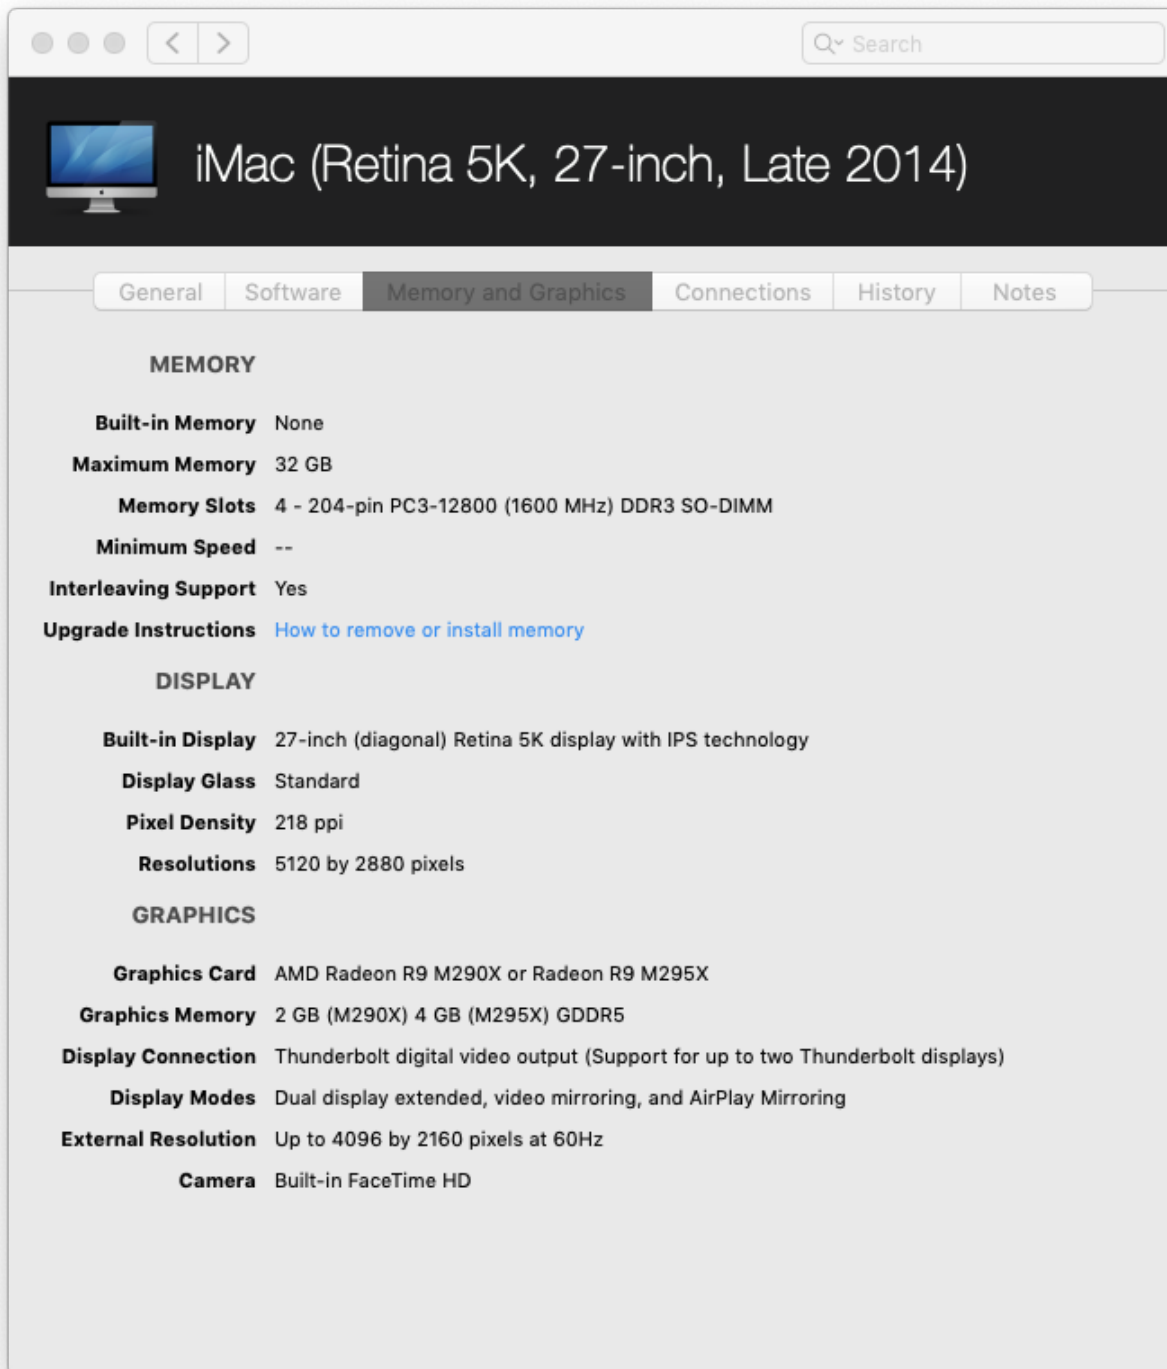 Search
iMac (Retina 5K, 27-inch, Late 2014)
General Software Memory and Graphics Connections History Notes
MEMORY
Built-in Memory None
Maximum Memory 32 GB
Memory Slots 4 - 204-pin PC3-12800 (1600 MHz) DDR3 SO-DIMM
Minimum Speed --
Interleaving Support Yes
Upgrade Instructions How to remove or install memory
DISPLAY
Built-in Display 27-inch (diagonal) Retina 5K display with IPS technology
Display Glass Standard
Pixel Density 218 ppi
Resolutions 5120 by 2880 pixels
GRAPHICS
Graphics Card AMD Radeon R9 M290X or Radeon R9 M295X
Graphics Memory 2 GB (M290X) 4 GB (M295X) GDDR5
Display Connection Thunderbolt digital video output (Support for up to two Thunderbolt displays)
Display Modes Dual display extended, video mirroring, and AirPlay Mirroring
External Resolution Up to 4096 by 2160 pixels at 60Hz
Camera Built-in FaceTime HD